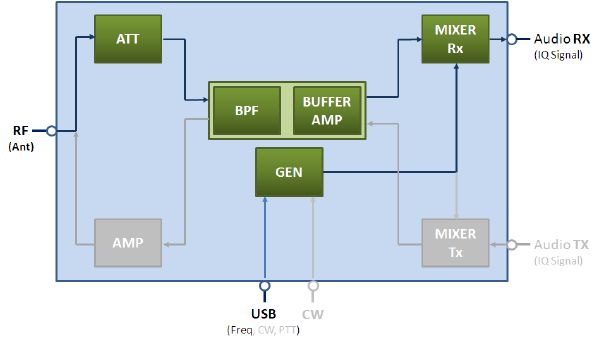 ATT
MIXER
Rx
Audio RX
(IQ Signal)
BPF
BUFFER
AMP
RF
(Ant)
GEN
AMP
MIXER
Tx
Audio TX
(IQ Signal)
USB
CW
(Freq, CW, PTT)